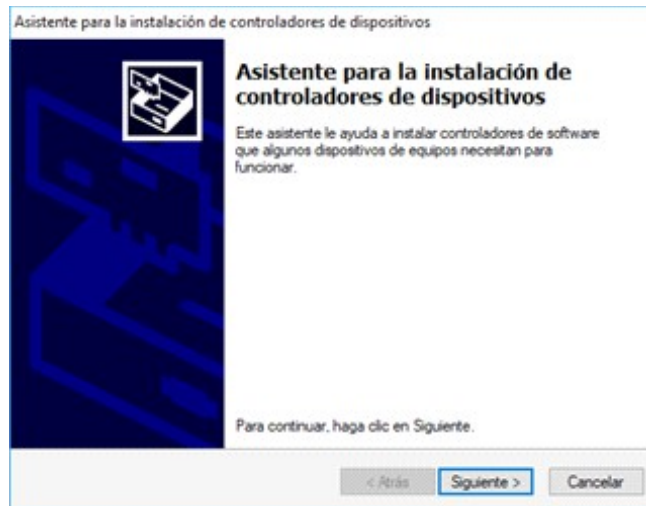 Asistente para la instalación de controladores de dispositivos
Asistente para la instalación de
controladores de dispositivos
Este asistente le ayuda a instalar controladores de software
que algunos dispositivos de equipos necesitan para
funcionar.
Para continuar, haga clic en Siguiente.
< Atrás
Siguiente >
Cancelar